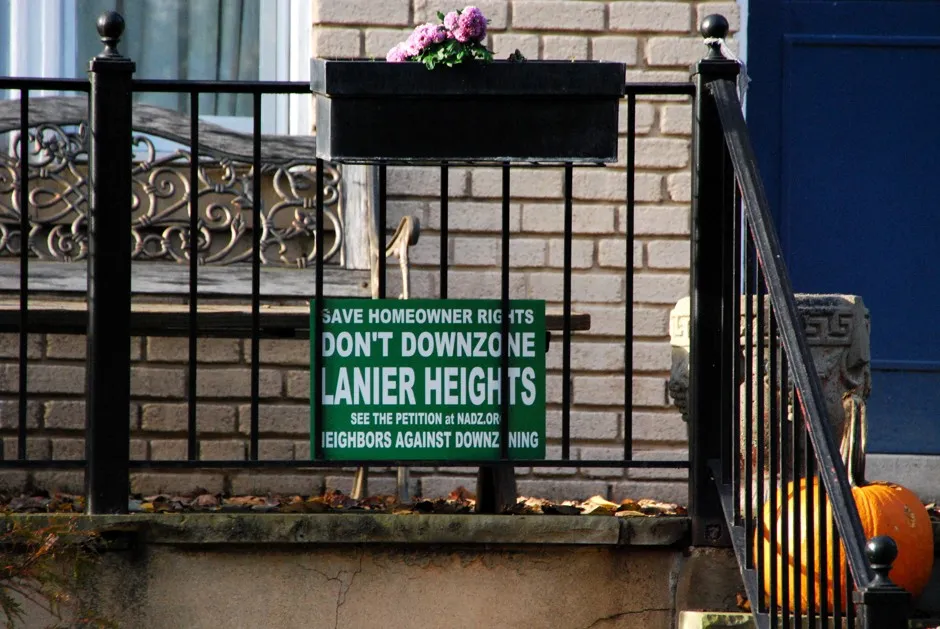 SAVE HOMEOWNER RIGHTS
DON'T DOWNZONE
LANIER HEIGHTS
SEE THE PETITION at NADZ.ORG
NEIGHBORS AGAINST DOWNZONING